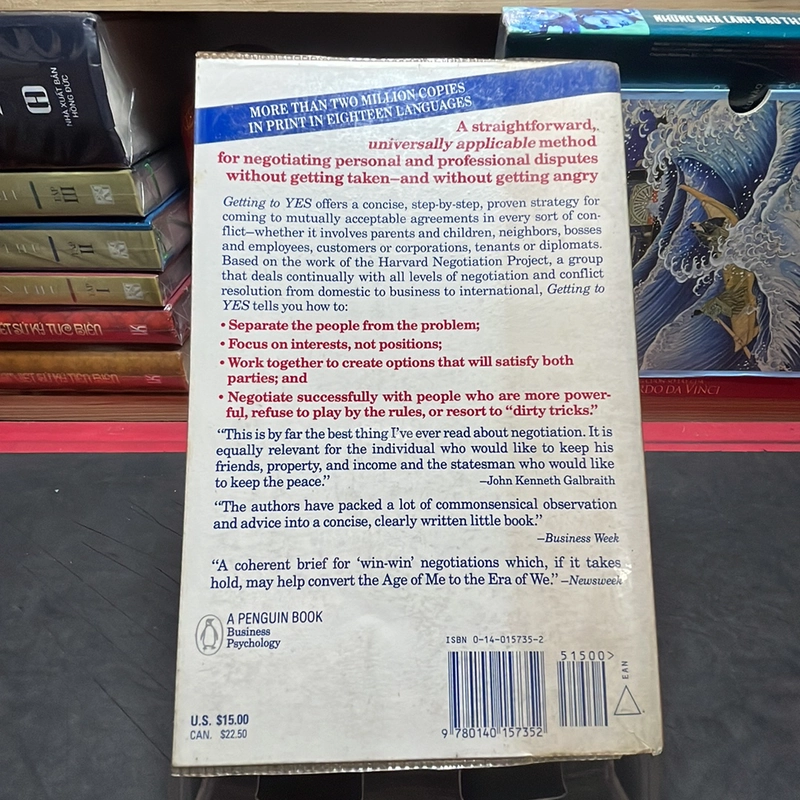 MORE THAN TWO MILLION COPIES
IN PRINT IN EIGHTEEN LANGUAGES
A straightforward,
universally applicable method
for negotiating personal and professional disputes
without getting taken—and without getting angry
Getting to YES offers a concise, step-by-step, proven strategy for
coming to mutually acceptable agreements in every sort of con-
flict—whether it involves parents and children, neighbors, bosses
and employees, customers or corporations, tenants or diplomats.
Based on the work of the Harvard Negotiation Project, a group
that deals continually with all levels of negotiation and conflict
resolution from domestic to business to international, Getting to
YES tells you how to:
• Separate the people from the problem;
• Focus on interests, not positions;
• Work together to create options that will satisfy both
parties; and
• Negotiate successfully with people who are more power-
ful, refuse to play by the rules, or resort to “dirty tricks.”
“This is by far the best thing I’ve ever read about negotiation. It is
equally relevant for the individual who would like to keep his
friends, property, and income and the statesman who would like
to keep the peace.” —John Kenneth Galbraith
“The authors have packed a lot of commonsensical observation
and advice into a concise, clearly written little book.”
—Business Week
“A coherent brief for ‘win-win’ negotiations which, if it takes
hold, may help convert the Age of Me to the Era of We.” —Newsweek
A PENGUIN BOOK
Business
Psychology
ISBN 0-14-015735-2
51500>
EAN
9 780140 157352
U.S. $15.00
CAN. $22.50
NHÀ XUẤT BẢN
HỒNG ĐỨC
TẬP III
TẬP II
TẬP I
NHỮNG NHÀ LÃNH ĐẠO
DO DA VINCI